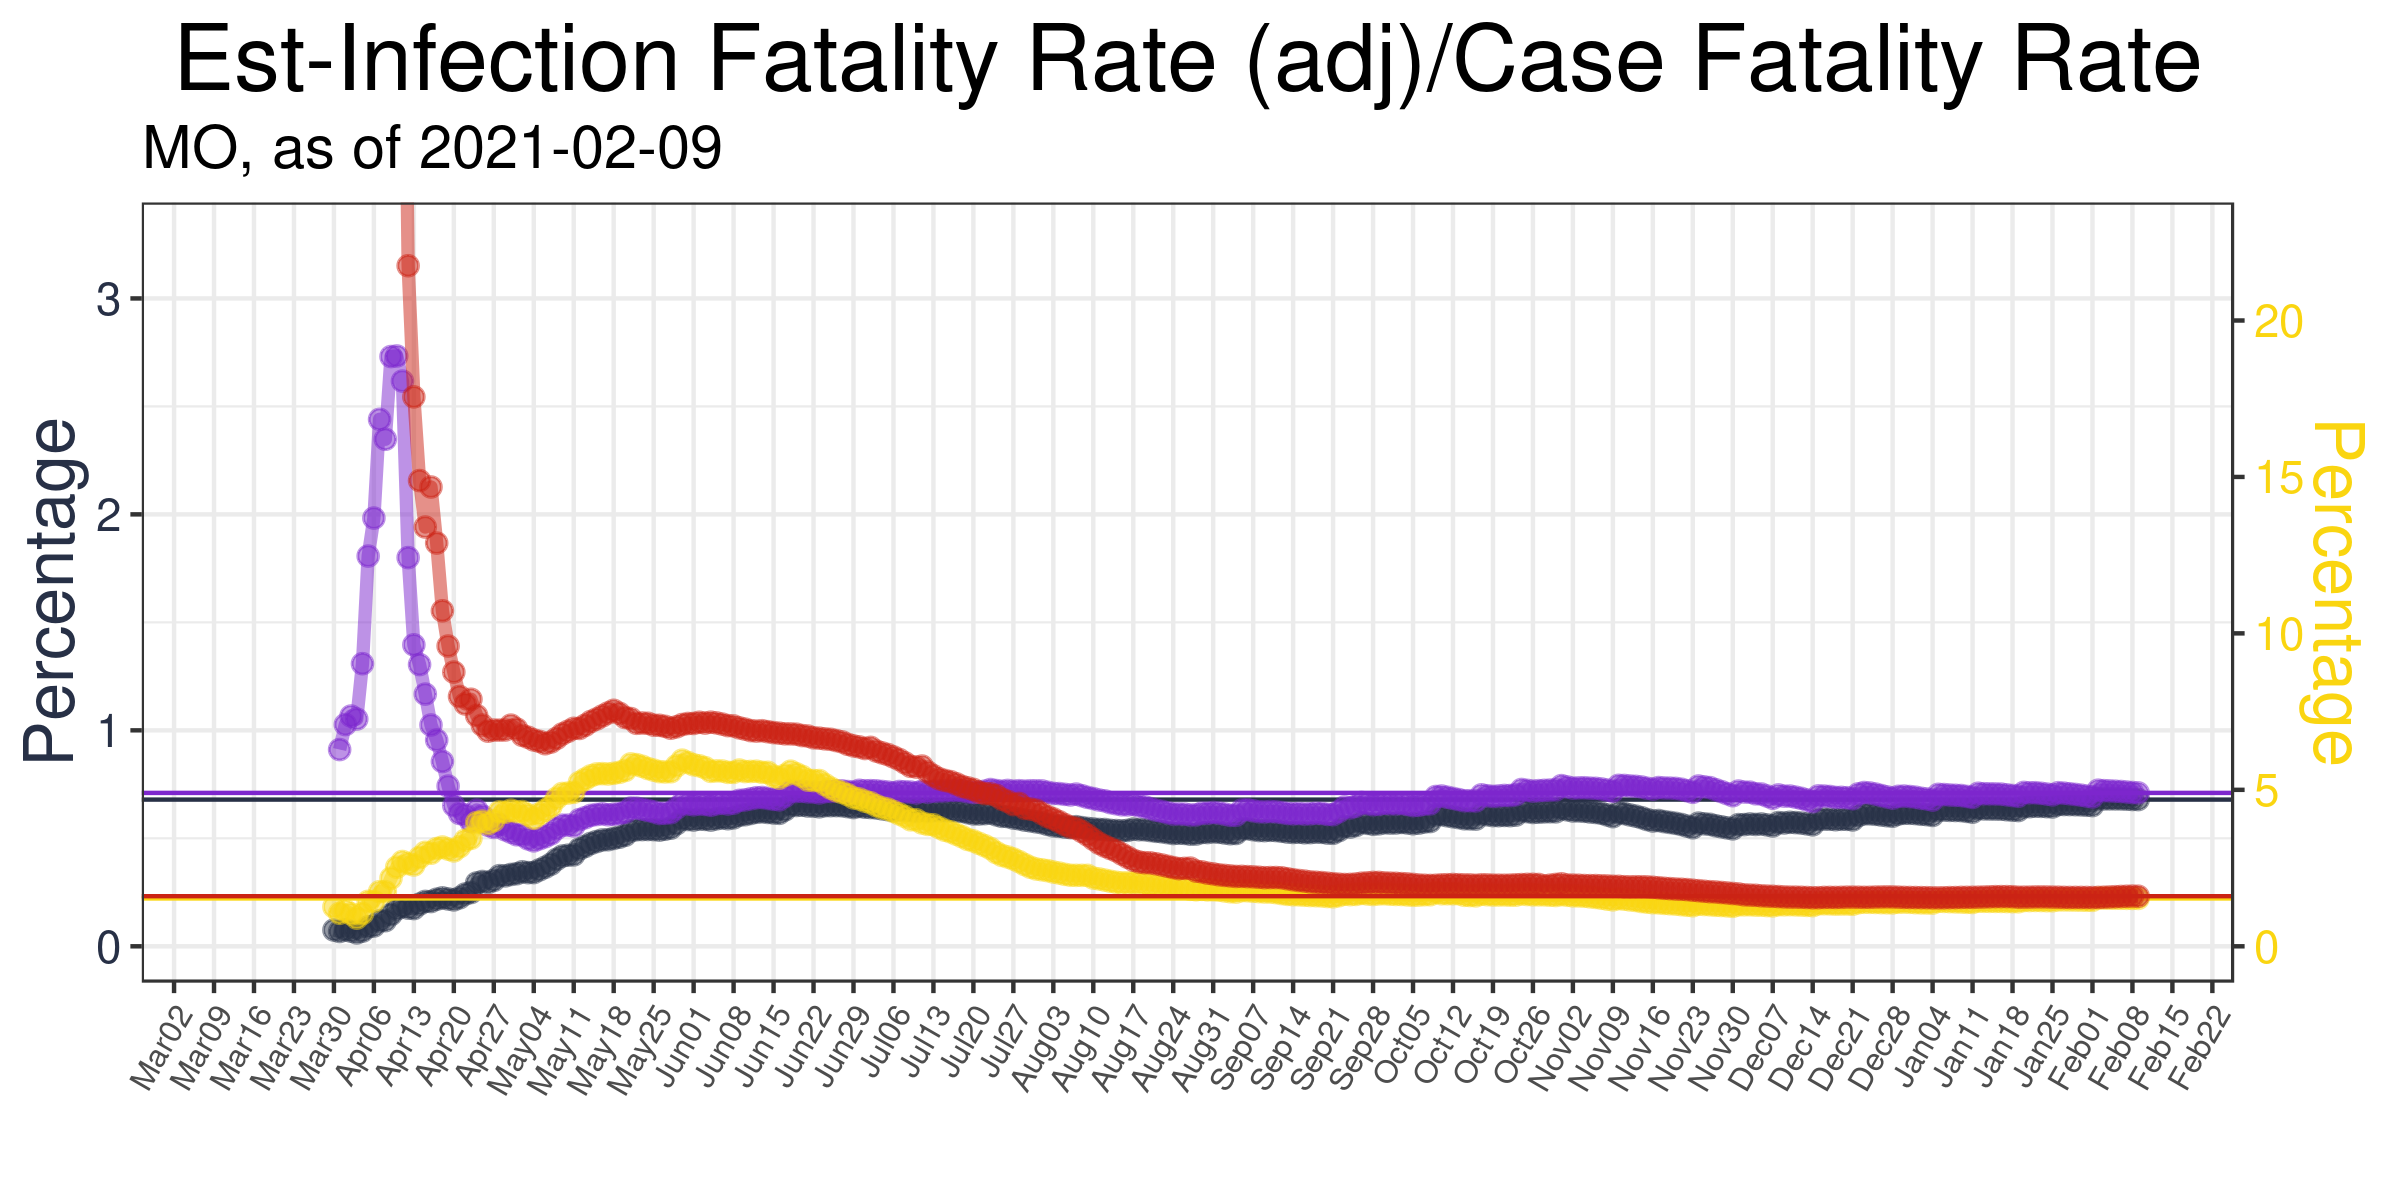 Est-Infection Fatality Rate (adj)/Case Fatality Rate
MO, as of 2021-02-09
Percentage
3
2
1
0
20
15
10
5
0
Percentage
Mar02 Mar09 Mar16 Mar23 Mar30 Apr06 Apr13 Apr20 Apr27 May04 May11 May18 May25 Jun01 Jun08 Jun15 Jun22 Jun29 Jul06 Jul13 Jul20 Jul27 Aug03 Aug10 Aug17 Aug24 Aug31 Sep07 Sep14 Sep21 Sep28 Oct05 Oct12 Oct19 Oct26 Nov02 Nov09 Nov16 Nov23 Nov30 Dec07 Dec14 Dec21 Dec28 Jan04 Jan11 Jan18 Jan25 Feb01 Feb08 Feb15 Feb22